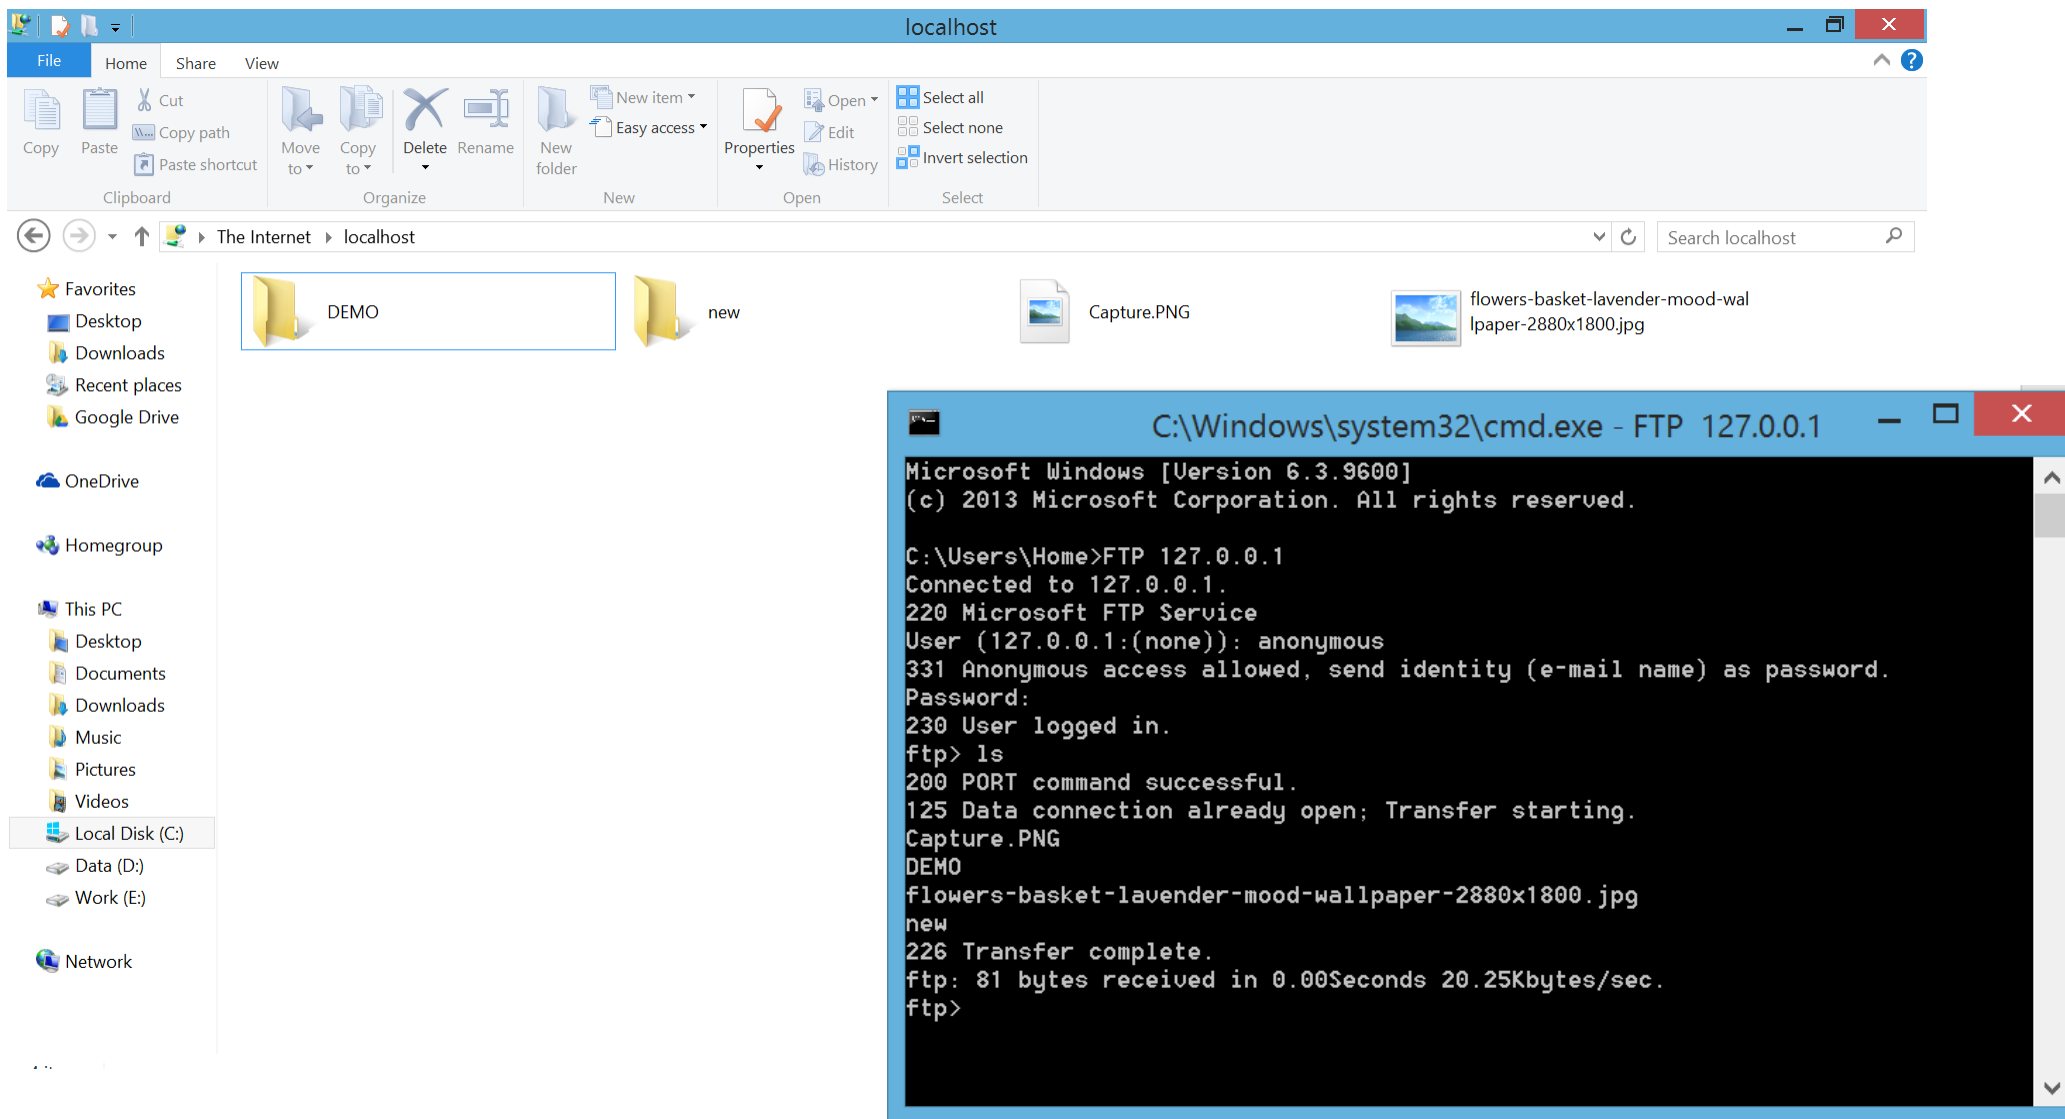 localhost
File Home Share View
Copy
Paste
Cut
Copy path
Paste shortcut
Clipboard
Move to
Copy to
Delete
Rename
Organize
New folder
New item
Easy access
New
Properties
Open
Edit
History
Open
Select all
Select none
Invert selection
Select
The Internet localhost
Search localhost
Favorites
Desktop
Downloads
Recent places
Google Drive
OneDrive
Homegroup
This PC
Desktop
Documents
Downloads
Music
Pictures
Videos
Local Disk (C:)
Data (D:)
Work (E:)
Network
DEMO
new
Capture.PNG
flowers-basket-lavender-mood-wal
lpaper-2880x1800.jpg
C:\Windows\system32\cmd.exe - FTP 127.0.0.1
Microsoft Windows [Version 6.3.9600]
(c) 2013 Microsoft Corporation. All rights reserved.
C:\Users\Home>FTP 127.0.0.1
Connected to 127.0.0.1.
220 Microsoft FTP Service
User (127.0.0.1:(none)): anonymous
331 Anonymous access allowed, send identity (e-mail name) as password.
Password:
230 User logged in.
ftp> ls
200 PORT command successful.
125 Data connection already open; Transfer starting.
Capture.PNG
DEMO
flowers-basket-lavender-mood-wallpaper-2880x1800.jpg
new
226 Transfer complete.
ftp: 81 bytes received in 0.00Seconds 20.25Kbytes/sec.
ftp>